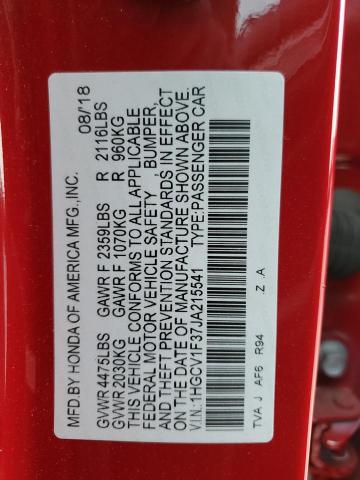 MFD.BY HONDA OF AMERICA MFG.,INC. 08/18
GVWR 4475LBS GAWR F 2359LBS R 2116LBS
GVWR 2030KG GAWR F 1070KG R 960KG
THIS VEHICLE CONFORMS TO ALL APPLICABLE
FEDERAL MOTOR VEHICLE SAFETY , BUMPER,
AND THEFT PREVENTION STANDARDS IN EFFECT
ON THE DATE OF MANUFACTURE SHOWN ABOVE.
V.I.N.:1HGCV1F37JA215541 TYPE:PASSENGER CAR
TVA J AF6 R94 . Z . A